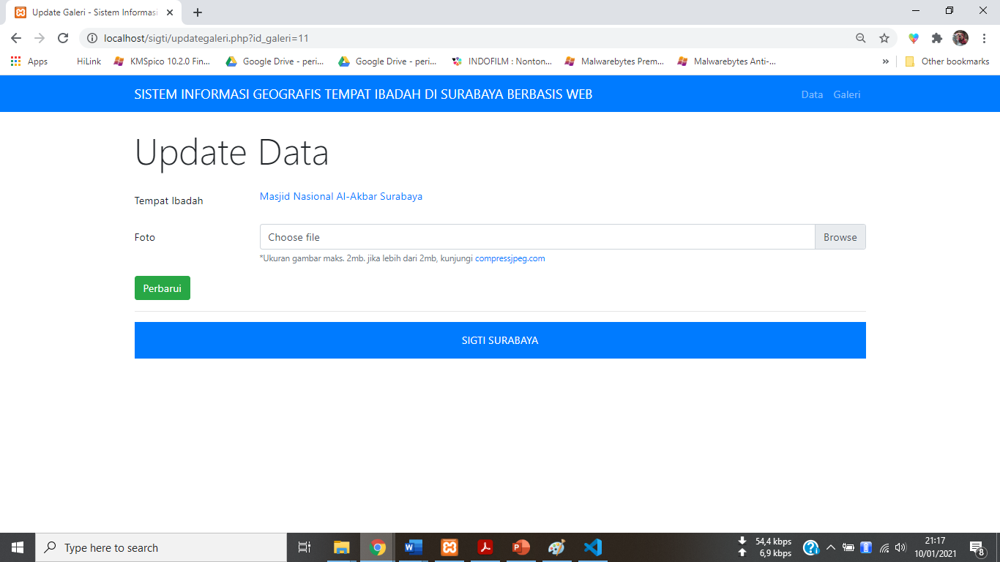 Update Galeri - Sistem Informasi
localhost/sigti/updategaleri.php?id_galeri=11
Apps HiLink KMSpico 10.2.0 Fin... Google Drive - peri... Google Drive - peri... INDOFILM : Nonton... Malwarebytes Prem... Malwarebytes Anti-... » Other bookmarks
SISTEM INFORMASI GEOGRAFIS TEMPAT IBADAH DI SURABAYA BERBASIS WEB Data Galeri
Update Data
Tempat Ibadah Masjid Nasional Al-Akbar Surabaya
Foto Choose file Browse
*Ukuran gambar maks. 2mb. jika lebih dari 2mb, kunjungi compressjpeg.com
Perbarui
SIGTI SURABAYA
Type here to search
54,4 kbps
6,9 kbps
21:17
10/01/2021
8